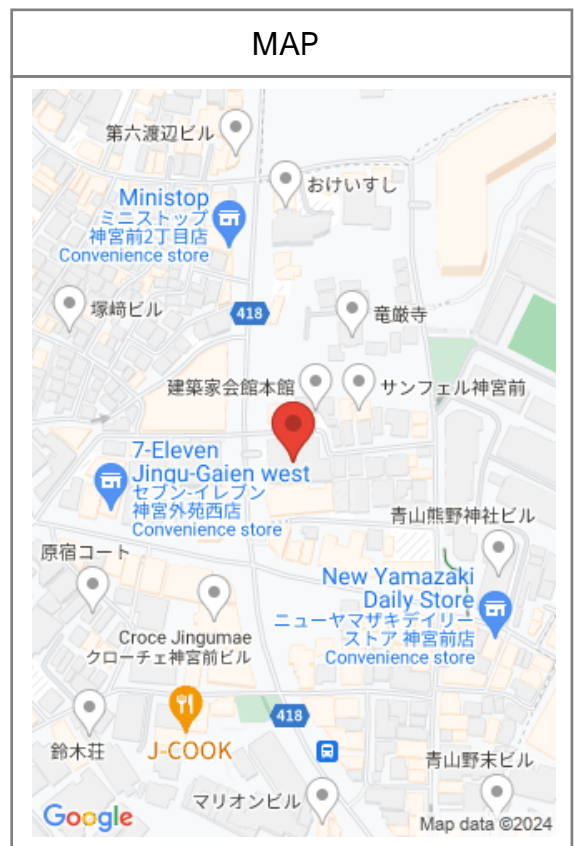 MAP
第六渡辺ビル
おけいすし
Ministop
ミニストップ
神宮前2丁目店
Convenience store
塚﨑ビル
418
竜厳寺
建築家会館本館
サンフェル神宮前
7-Eleven
Jingu-Gaien west
セブン-イレブン
神宮外苑西店
Convenience store
青山熊野神社ビル
原宿コート
New Yamazaki
Daily Store
ニューヤマザキデイリー
ストア 神宮前店
Convenience store
Croce Jingumae
クローチェ神宮前ビル
418
鈴木荘
J-COOK
青山野末ビル
マリオンビル
Google
Map data ©2024